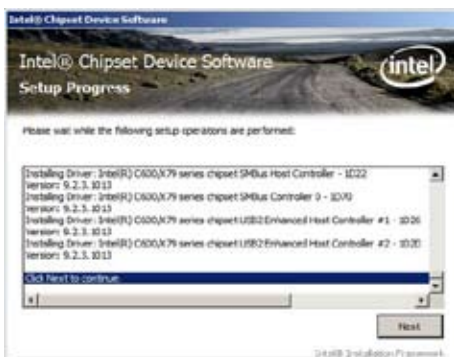 Intel® Chipset Device Software
Intel® Chipset Device Software
Setup Progress
intel
Please wait while the following setup operations are performed:
Installing Driver: Intel(R) C600/X79 series chipset SMBus Host Controller - 1D22
Version: 9.2.3.1013
Installing Driver: Intel(R) C600/X79 series chipset SMBus Controller 0 - 1D70
Version: 9.2.3.1013
Installing Driver: Intel(R) C600/X79 series chipset USB2 Enhanced Host Controller #1 - 1D26
Version: 9.2.3.1013
Installing Driver: Intel(R) C600/X79 series chipset USB2 Enhanced Host Controller #2 - 1D2D
Version: 9.2.3.1013
Click Next to continue.
Next
Intel® Installation Framework